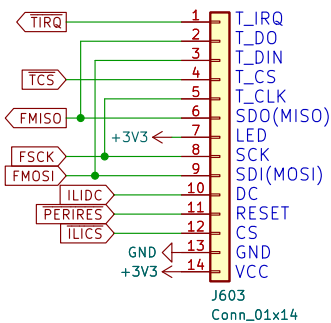 TIRQ 1 T_IRQ
2 T_DO
3 T_DIN
TCS 4 T_CS
5 T_CLK
FMISO 6 SDO(MISO)
+3V3 7 LED
FSCK 8 SCK
FMOSI 9 SDI(MOSI)
ILIDC 10 DC
PERIRES 11 RESET
ILICS 12 CS
GND 13 GND
+3V3 14 VCC
J603
Conn_01x14